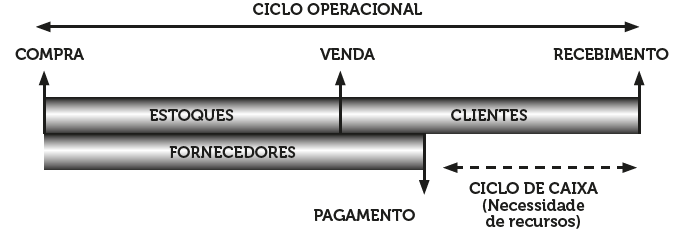 CICLO OPERACIONAL
COMPRA
VENDA
RECEBIMENTO
ESTOQUES
CLIENTES
FORNECEDORES
PAGAMENTO
CICLO DE CAIXA
(Necessidade
de recursos)